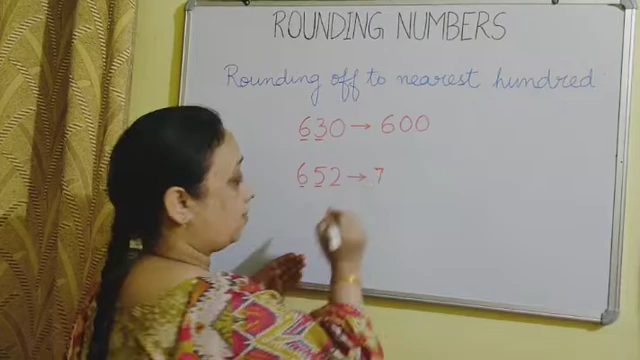 ROUNDING NUMBERS
Rounding off to nearest hundred
630 → 600
652 → 7